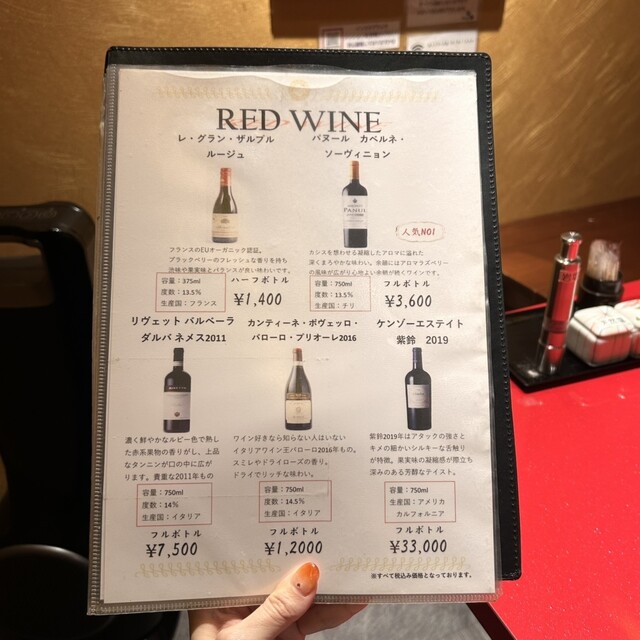 RED WINE
レ・グラン・ザルブル
ルージュ
フランスのEUオーガニック認証。
ブラックベリーのフレッシュな香りを持ち
渋味や果実味とバランスが良い味わいです。
容量：375ml
度数：13.5%
生産国：フランス
ハーフボトル
¥1,400
パヌール カベルネ・
ソーヴィニョン
PANUL
人気NO1
カシスを想わせる凝縮したアロマに溢れた
深くまろやかな味わい。余韻にはアロマラズベリー
の風味が広がり心地よい余韻が続くワインです。
容量：750ml
度数：13.5%
生産国：チリ
フルボトル
¥3,600
リヴェット バルベーラ
ダルバ ネメス2011
濃く鮮やかなルビー色で熟し
た赤系果物の香りがし、上品
なタンニンが口の中に広が
ります。貴重な2011年もの
容量：750ml
度数：14%
生産国：イタリア
フルボトル
¥7,500
カンティーネ・ポヴェッロ・
バローロ・プリオーレ2016
ワイン好きなら知らない人はいない
イタリアワイン王バローロ2016年もの。
スミレやドライローズの香り。
ドライでリッチな味わい。
容量：750ml
度数：14.5%
生産国：イタリア
フルボトル
¥1,2000
ケンゾーエステイト
紫鈴 2019
紫鈴2019年はアタックの強さと
キメの細かいシルキーな舌触り
が特徴。果実味の凝縮感が際立ち
深みのある芳醇なテイスト。
容量：750ml
生産国：アメリカ
カルフォルニア
フルボトル
¥33,000
※すべて税込み価格となっております。